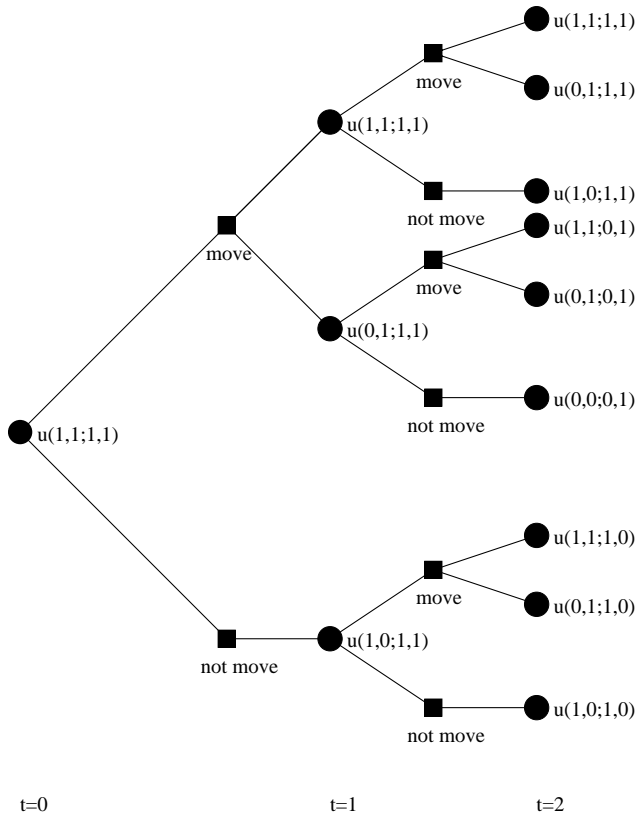 u(1,1;1,1)
move
u(0,1;1,1)
u(1,1;1,1)
not move
u(1,0;1,1)
move
u(1,1;0,1)
move
u(0,1;0,1)
u(0,1;1,1)
not move
u(0,0;0,1)
u(1,1;1,1)
u(1,1;1,0)
move
u(0,1;1,0)
not move
u(1,0;1,1)
not move
u(1,0;1,0)
t=0 t=1 t=2